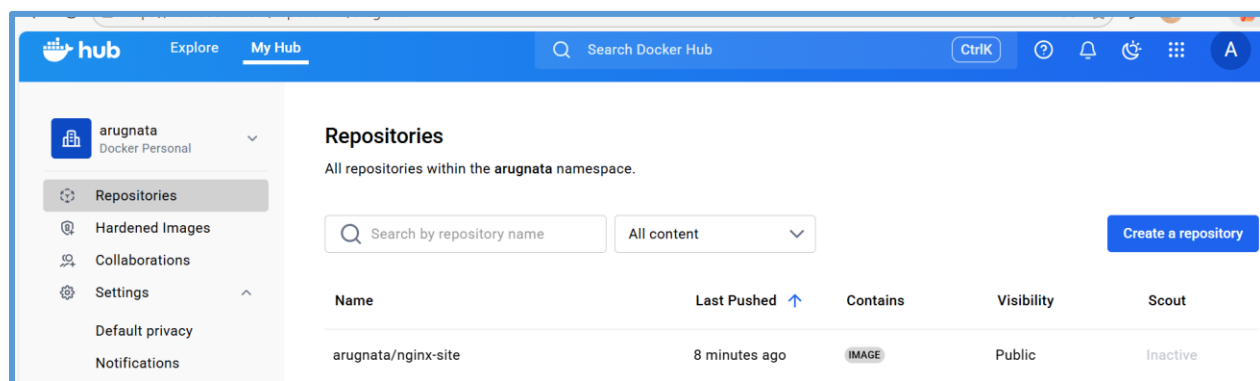 hub
Explore
My Hub
Search Docker Hub
CtrlK
A
arugnata
Docker Personal
Repositories
Hardened Images
Collaborations
Settings
Default privacy
Notifications
Repositories
All repositories within the arugnata namespace.
Search by repository name
All content
Create a repository
Name Last Pushed Contains Visibility Scout
arugnata/nginx-site 8 minutes ago IMAGE Public Inactive